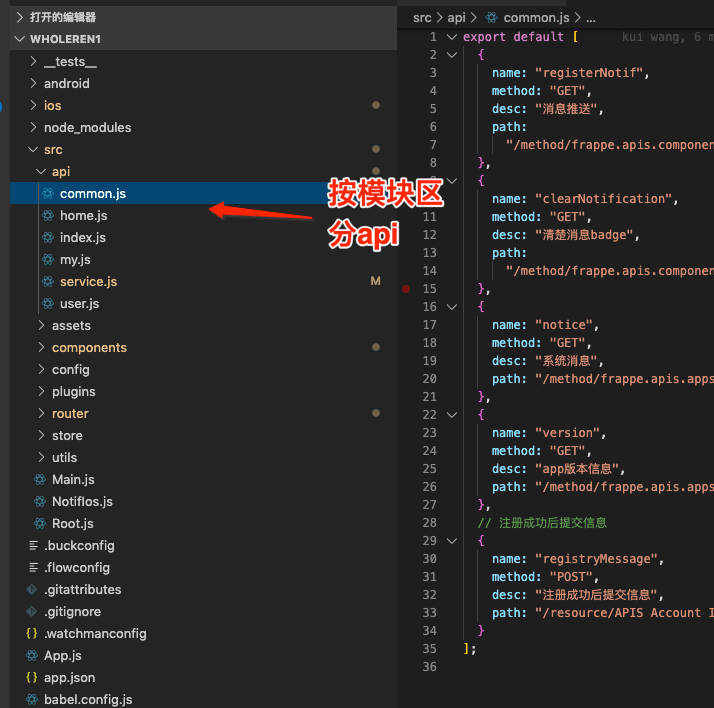 打开的编辑器
WHOLEREN1
__tests__
android
ios
node_modules
src
api
common.js
home.js
index.js
my.js
service.js
M
user.js
assets
components
config
plugins
router
store
utils
Main.js
NotifIos.js
Root.js
.buckconfig
.flowconfig
.gitattributes
.gitignore
.watchmanconfig
App.js
app.json
babel.config.js
按模块区
分api
src > api > common.js > ...
1 export default [ kui wang, 6 m
2 {
3 name: "registerNotif",
4 method: "GET",
5 desc: "消息推送",
6 path:
7 "/method/frappe.apis.componen
8 },
9 {
10 name: "clearNotification",
11 method: "GET",
12 desc: "清楚消息badge",
13 path:
14 "/method/frappe.apis.componen
15 },
16 {
17 name: "notice",
18 method: "GET",
19 desc: "系统消息",
20 path: "/method/frappe.apis.apps
21 },
22 {
23 name: "version",
24 method: "GET",
25 desc: "app版本信息",
26 path: "/method/frappe.apis.apps
27 },
28 // 注册成功后提交信息
29 {
30 name: "registryMessage",
31 method: "POST",
32 desc: "注册成功后提交信息",
33 path: "/resource/APIS Account I
34 }
35 ];
36